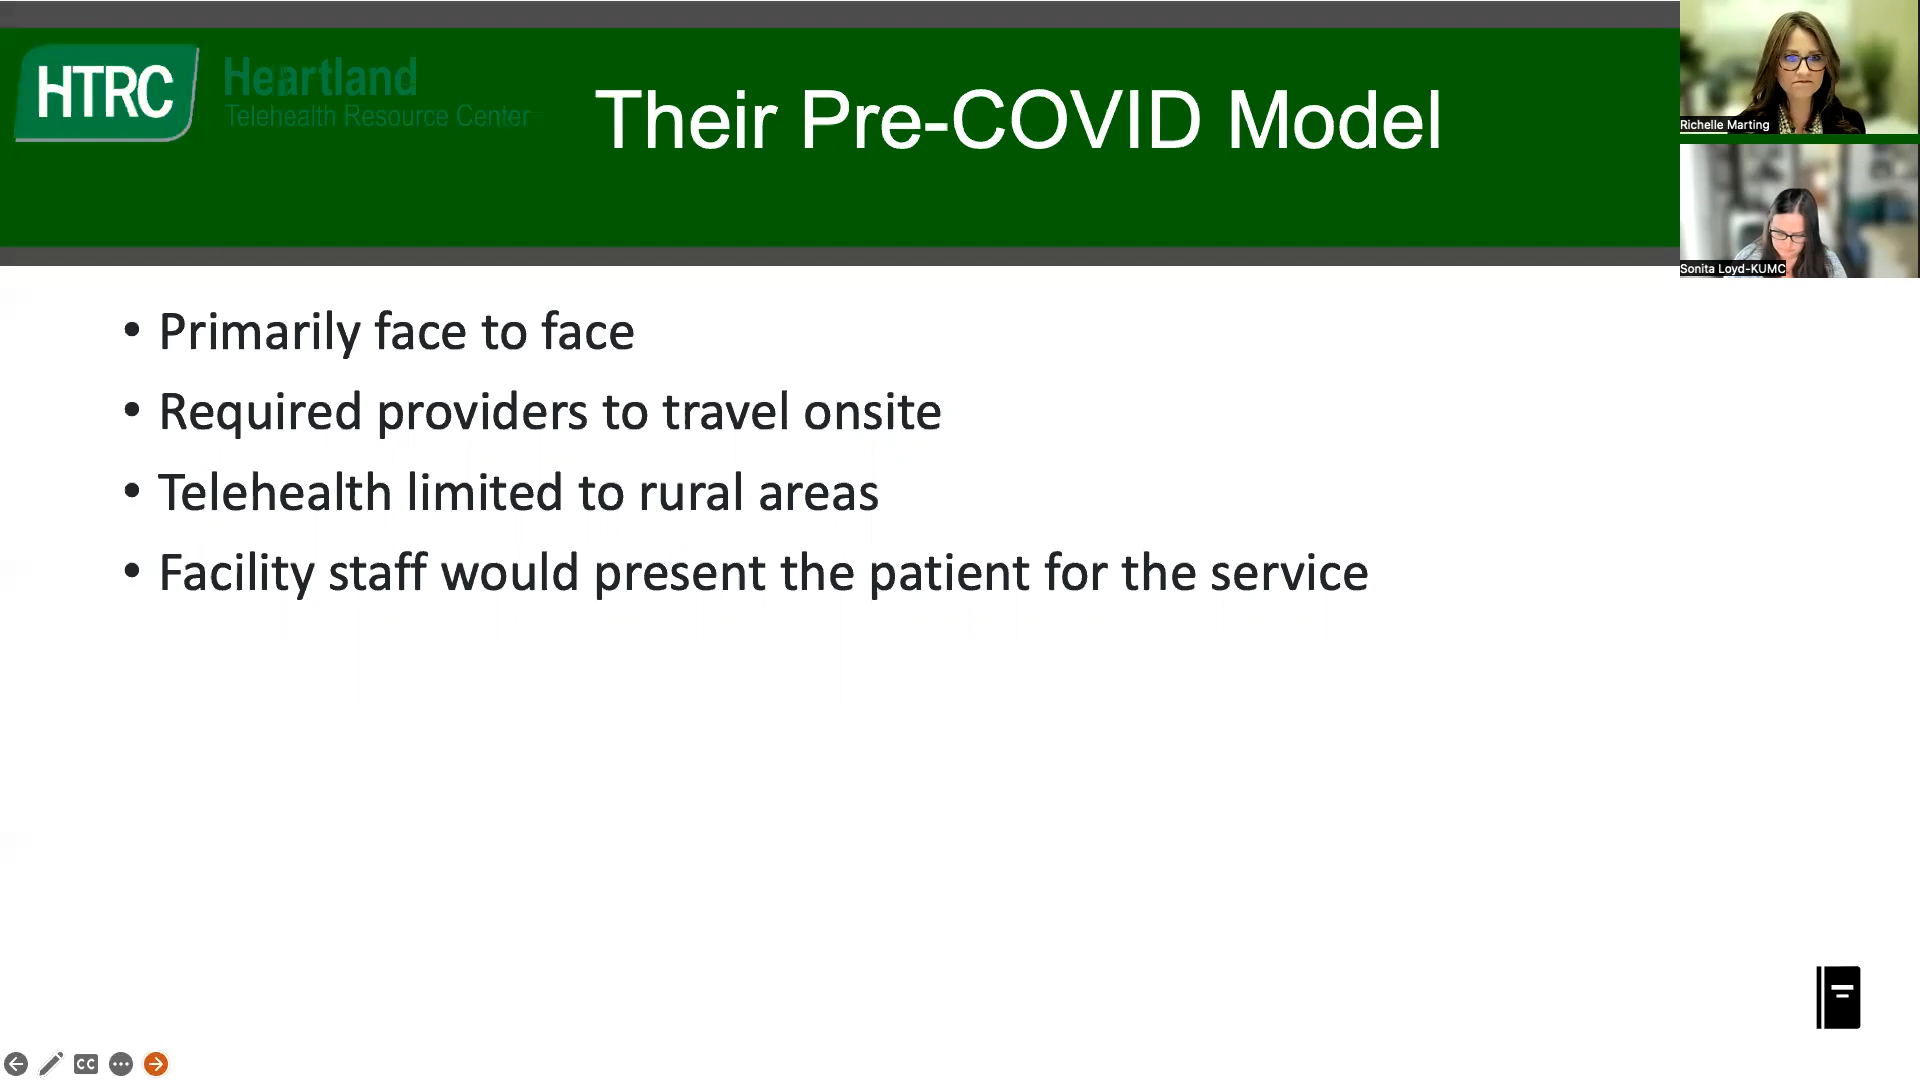 HTRC
Heartland
Telehealth Resource Center
Their Pre-COVID Model
Richelle Marting
Sonita Loyd-KUMC
• Primarily face to face
• Required providers to travel onsite
• Telehealth limited to rural areas
• Facility staff would present the patient for the service
CC